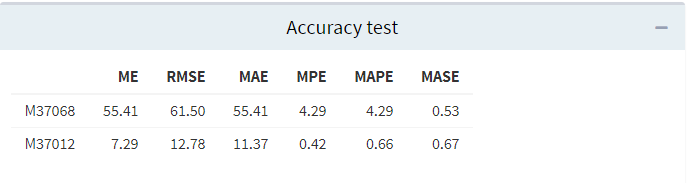 Accuracy test
ME RMSE MAE MPE MAPE MASE
M37068 55.41 61.50 55.41 4.29 4.29 0.53
M37012 7.29 12.78 11.37 0.42 0.66 0.67